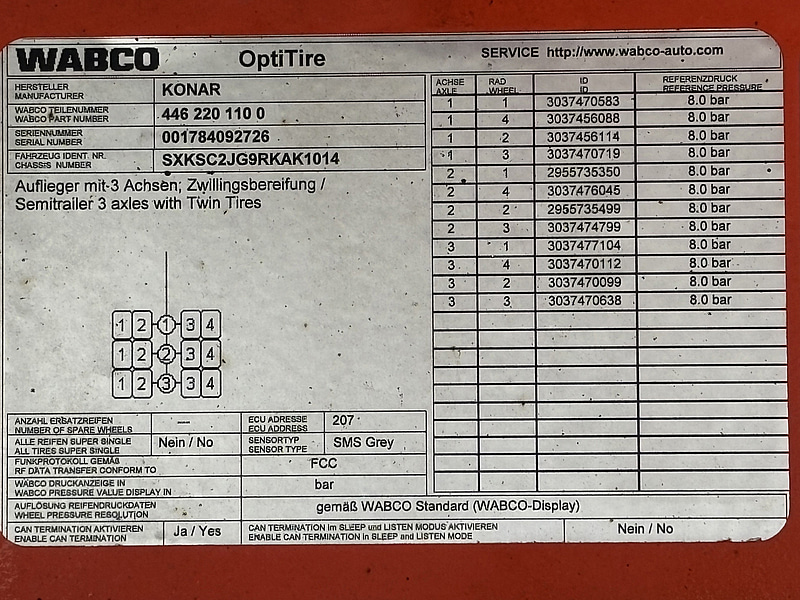 WABCO OptiTire SERVICE http://www.wabco-auto.com
HERSTELLER
MANUFACTURER
KONAR
WABCO TEILENUMMER
WABCO PART NUMBER
446 220 110 0
SERIENNUMMER
SERIAL NUMBER
001784092726
FAHRZEUG IDENT. NR.
CHASSIS NUMBER
SXKSC2JG9RKAK1014
Auflieger mit 3 Achsen; Zwillingsbereifung /
Semitrailer 3 axles with Twin Tires
1 2 1 3 4
1 2 2 3 4
1 2 3 3 4
ANZAHL ERSATZREIFEN
NUMBER OF SPARE WHEELS
---
ECU ADRESSE
ECU ADDRESS
207
ALLE REIFEN SUPER SINGLE
ALL TIRES SUPER SINGLE
Nein / No
SENSORTYP
SENSOR TYPE
SMS Grey
FUNKPROTOKOLL GEMÄß
RF DATA TRANSFER CONFORM TO
FCC
WABCO DRUCKANZEIGE IN
WABCO PRESSURE VALUE DISPLAY IN
bar
ACHSE RAD ID REFERENZDRUCK
AXLE WHEEL ID REFERENCE PRESSURE
1 1 3037470583 8.0 bar
1 4 3037456088 8.0 bar
1 2 3037456114 8.0 bar
1 3 3037470719 8.0 bar
2 1 2955735350 8.0 bar
2 4 3037476045 8.0 bar
2 2 2955735499 8.0 bar
2 3 3037474799 8.0 bar
3 1 3037477104 8.0 bar
3 4 3037470112 8.0 bar
3 2 3037470099 8.0 bar
3 3 3037470638 8.0 bar
AUFLÖSUNG REIFENDRUCKDATEN
WHEEL PRESSURE RESOLUTION
gemäß WABCO Standard (WABCO-Display)
CAN TERMINATION AKTIVIEREN
ENABLE CAN TERMINATION
Ja / Yes
CAN TERMINATION im SLEEP und LISTEN MODUS AKTIVIEREN
ENABLE CAN TERMINATION in SLEEP and LISTEN MODE
Nein / No